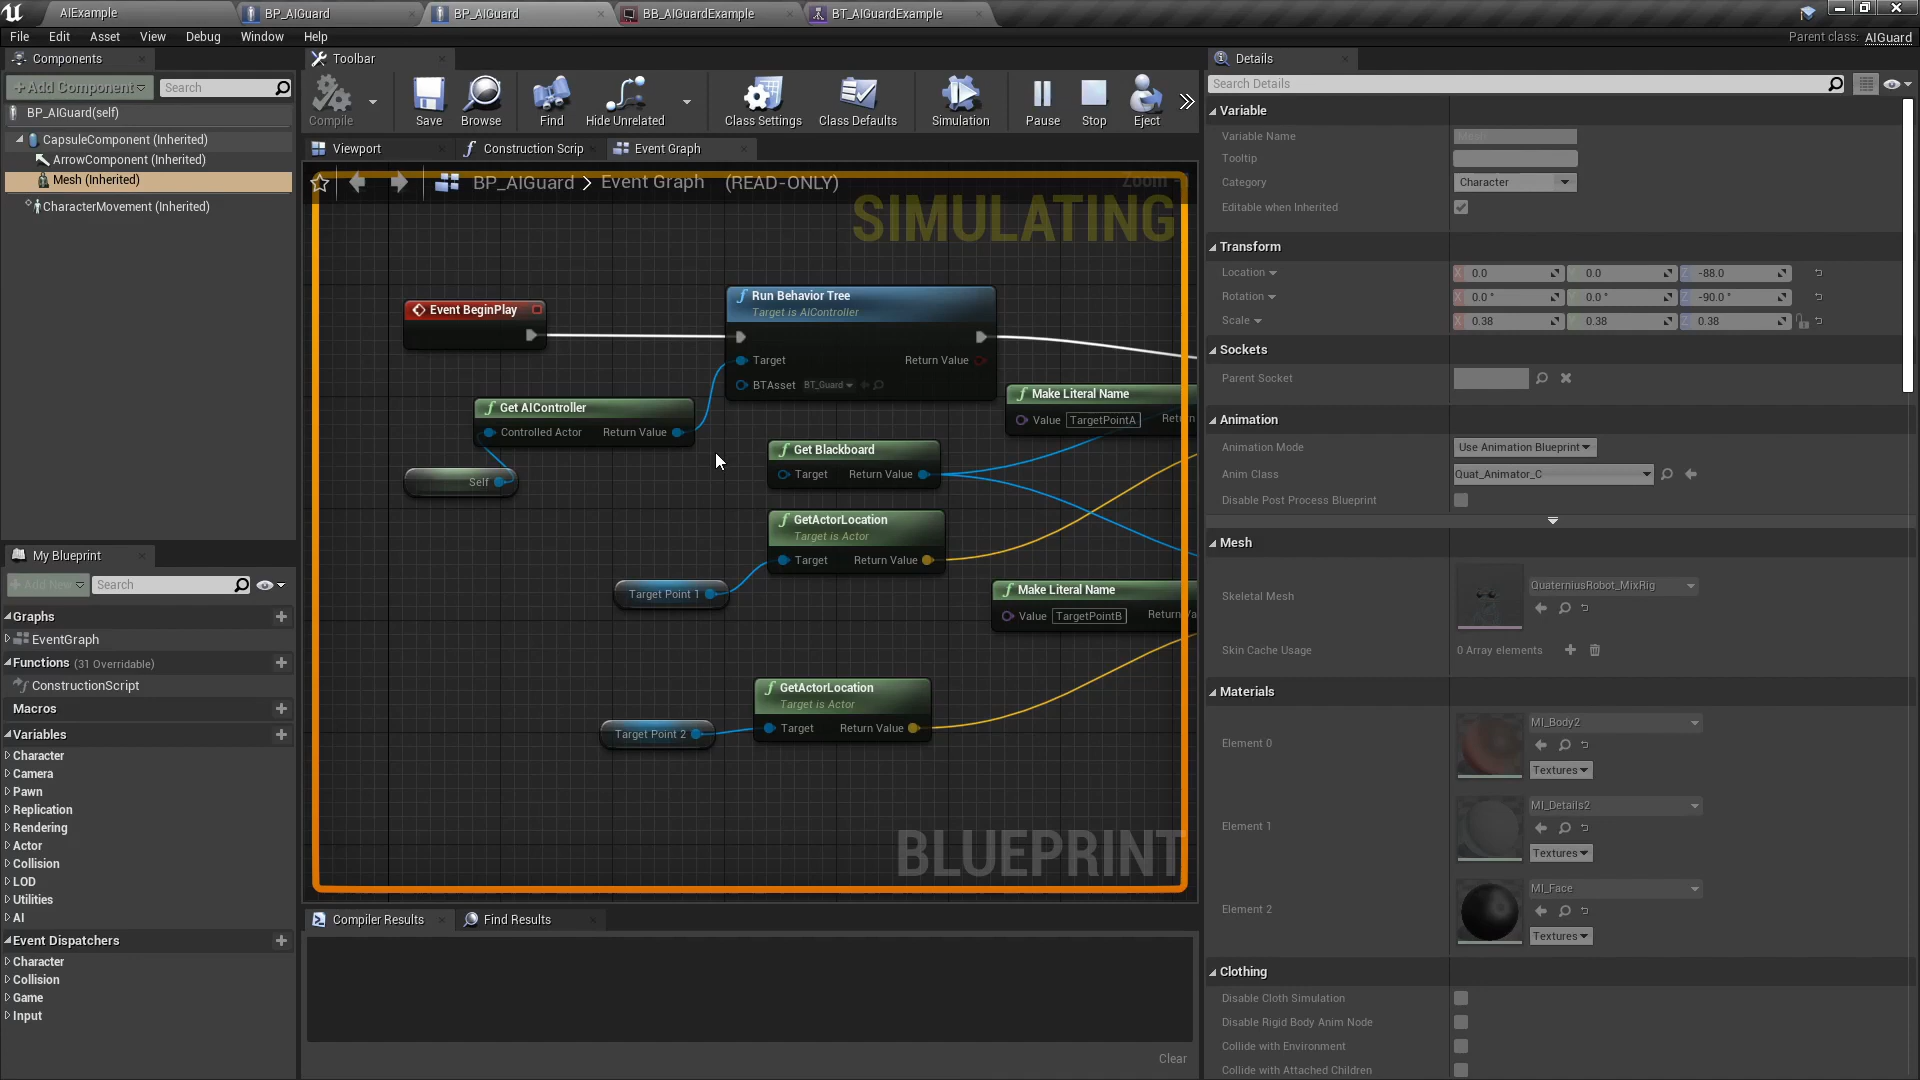 AIExample
BP_AIGuard
BP_AIGuard
BB_AIGuardExample
BT_AIGuardExample
File Edit Asset View Debug Window Help
Parent class: AIGuard
Components
+Add Component
Search
BP_AIGuard(self)
CapsuleComponent (Inherited)
ArrowComponent (Inherited)
Mesh (Inherited)
CharacterMovement (Inherited)
My Blueprint
+Add New
Search
Graphs
EventGraph
Functions (31 Overridable)
ConstructionScript
Macros
Variables
Character
Camera
Pawn
Replication
Rendering
Actor
Collision
LOD
Utilities
AI
Event Dispatchers
Character
Collision
Game
Input
Toolbar
Compile
Save
Browse
Find
Hide Unrelated
Class Settings
Class Defaults
Simulation
Pause
Stop
Eject
Viewport
Construction Scrip
Event Graph
BP_AIGuard > Event Graph (READ-ONLY)
Zoom
SIMULATING
Event BeginPlay
Run Behavior Tree
Target is AIController
Target
Return Value
BTAsset BT_Guard
Get AIController
Controlled Actor Return Value
Self
Make Literal Name
Value TargetPointA Retur
Get Blackboard
Target Return Value
GetActorLocation
Target is Actor
Target Return Value
Target Point 1
Make Literal Name
Value TargetPointB Return Va
GetActorLocation
Target is Actor
Target Return Value
Target Point 2
BLUEPRINT
Compiler Results
Find Results
Clear
Details
Search Details
Variable
Variable Name
Tooltip
Category Character
Editable when Inherited
Transform
Location X 0.0 Y 0.0 Z -88.0
Rotation X 0.0 ° Y 0.0 ° Z -90.0 °
Scale X 0.38 Y 0.38 Z 0.38
Sockets
Parent Socket
Animation
Animation Mode Use Animation Blueprint
Anim Class Quat_Animator_C
Disable Post Process Blueprint
Mesh
Skeletal Mesh QuaterniusRobot_MixRig
Skin Cache Usage 0 Array elements
Materials
Element 0 MI_Body2
Textures
Element 1 MI_Details2
Textures
Element 2 MI_Face
Textures
Clothing
Disable Cloth Simulation
Disable Rigid Body Anim Node
Collide with Environment
Collide with Attached Children